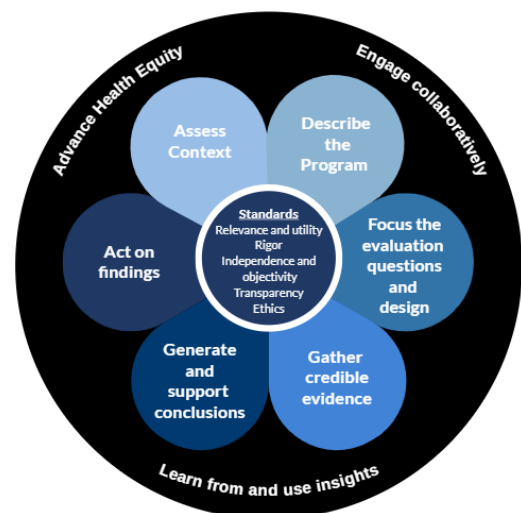 Advance Health Equity
Engage collaboratively
Assess
Context
Describe
the
Program
Focus the
evaluation
questions
and
design
Gather
credible
evidence
Generate
and
support
conclusions
Act on
findings
Standards
Relevance and utility
Rigor
Independence and
objectivity
Transparency
Ethics
Learn from and use insights